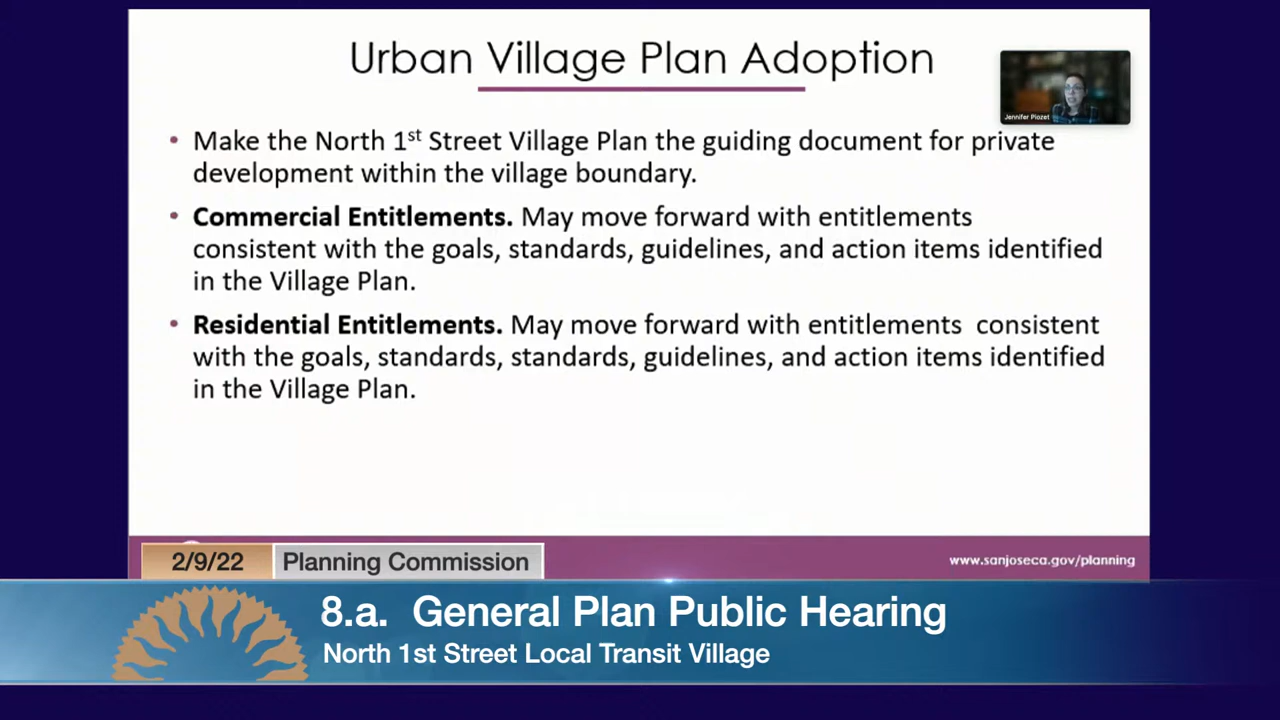 Urban Village Plan Adoption
Jennifer Piozet
• Make the North 1st Street Village Plan the guiding document for private
development within the village boundary.
• Commercial Entitlements. May move forward with entitlements
consistent with the goals, standards, guidelines, and action items identified
in the Village Plan.
• Residential Entitlements. May move forward with entitlements consistent
with the goals, standards, standards, guidelines, and action items identified
in the Village Plan.
www.sanjoseca.gov/planning
2/9/22 Planning Commission
8.a. General Plan Public Hearing
North 1st Street Local Transit Village